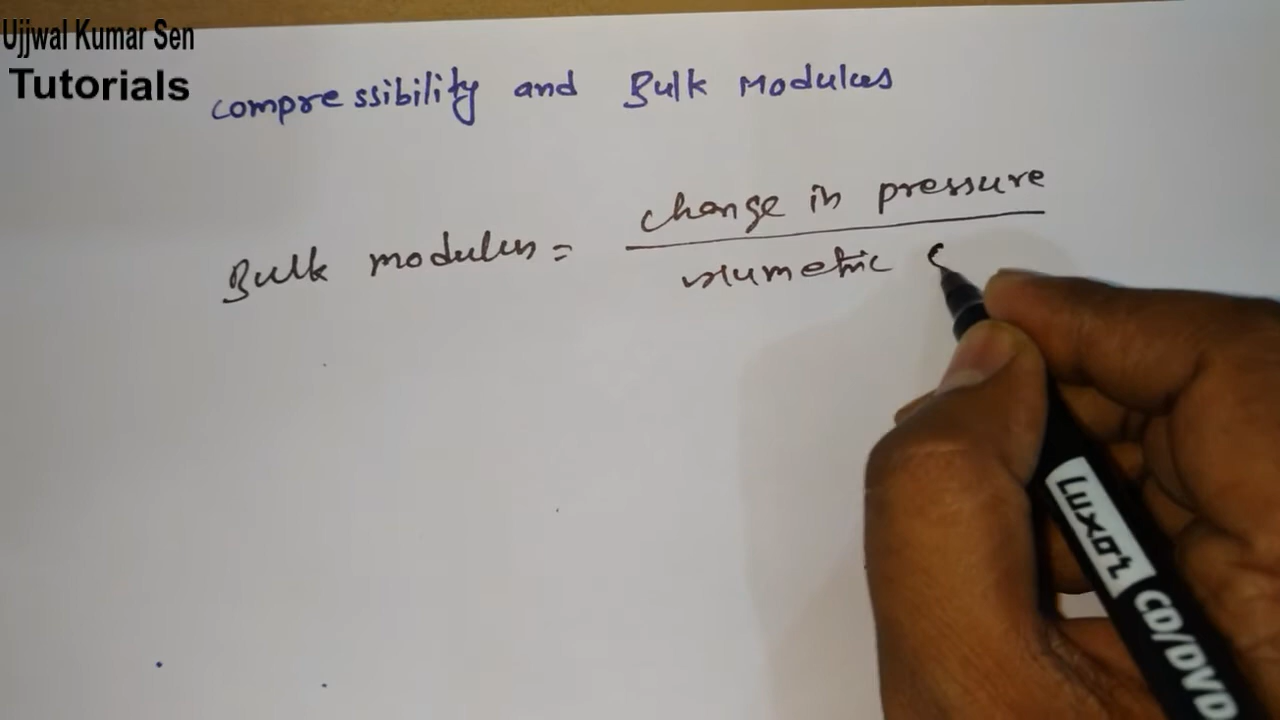 Ujjwal Kumar Sen
Tutorials
compressibility and Bulk Modulus
Bulk modulus = change in pressure
volumetric s
Luxor CD/DVD